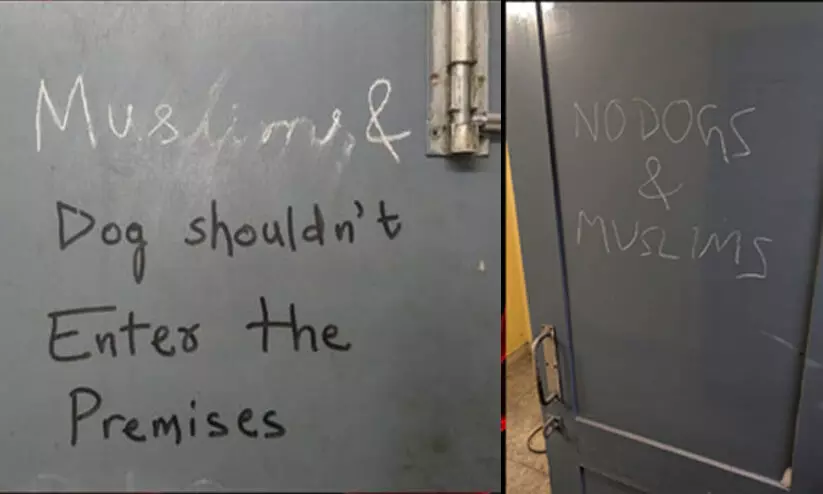 Muslims &
Dog shouldn't
Enter the
Premises
NO DOGS
&
MUSLIMS